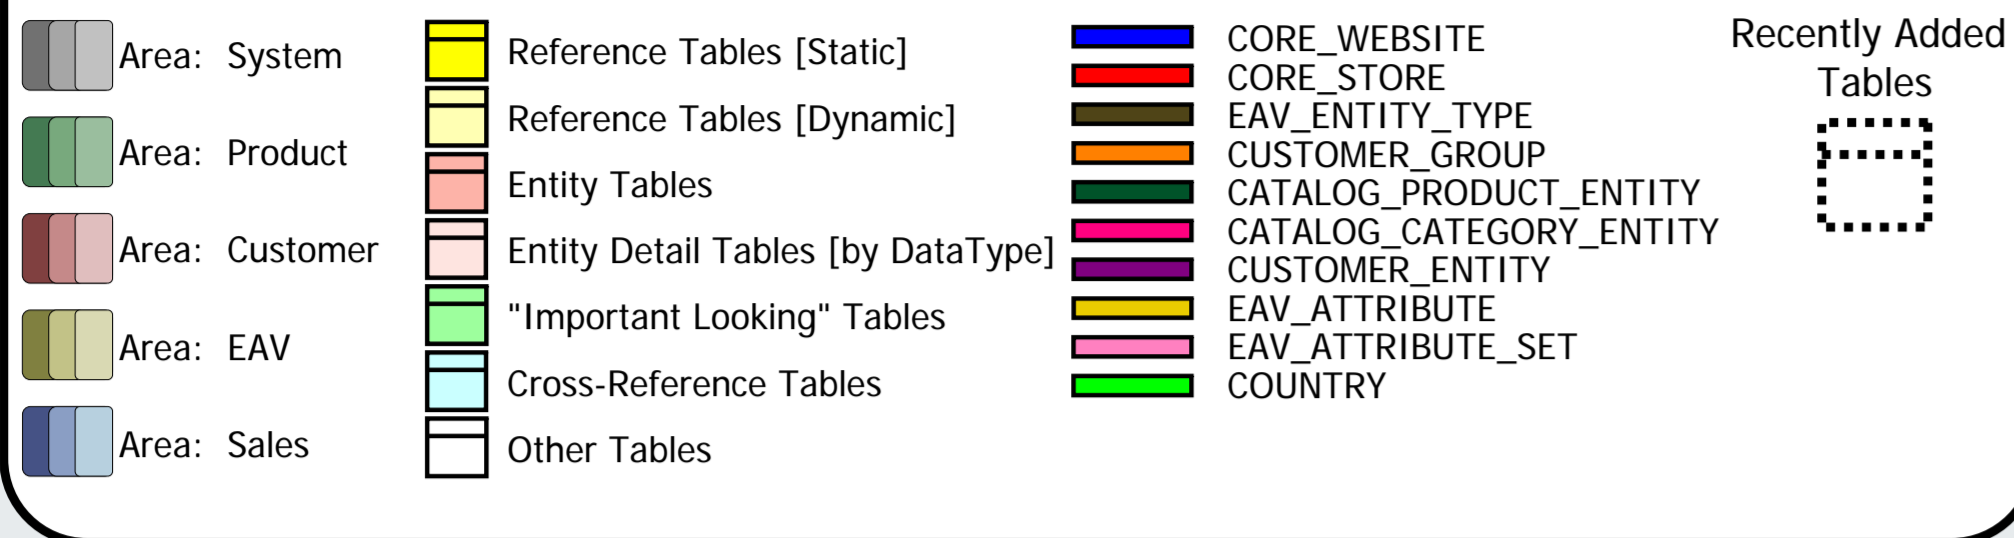 Area: System
Area: Product
Area: Customer
Area: EAV
Area: Sales
Reference Tables [Static]
Reference Tables [Dynamic]
Entity Tables
Entity Detail Tables [by DataType]
"Important Looking" Tables
Cross-Reference Tables
Other Tables
CORE_WEBSITE
CORE_STORE
EAV_ENTITY_TYPE
CUSTOMER_GROUP
CATALOG_PRODUCT_ENTITY
CATALOG_CATEGORY_ENTITY
CUSTOMER_ENTITY
EAV_ATTRIBUTE
EAV_ATTRIBUTE_SET
COUNTRY
Recently Added
Tables